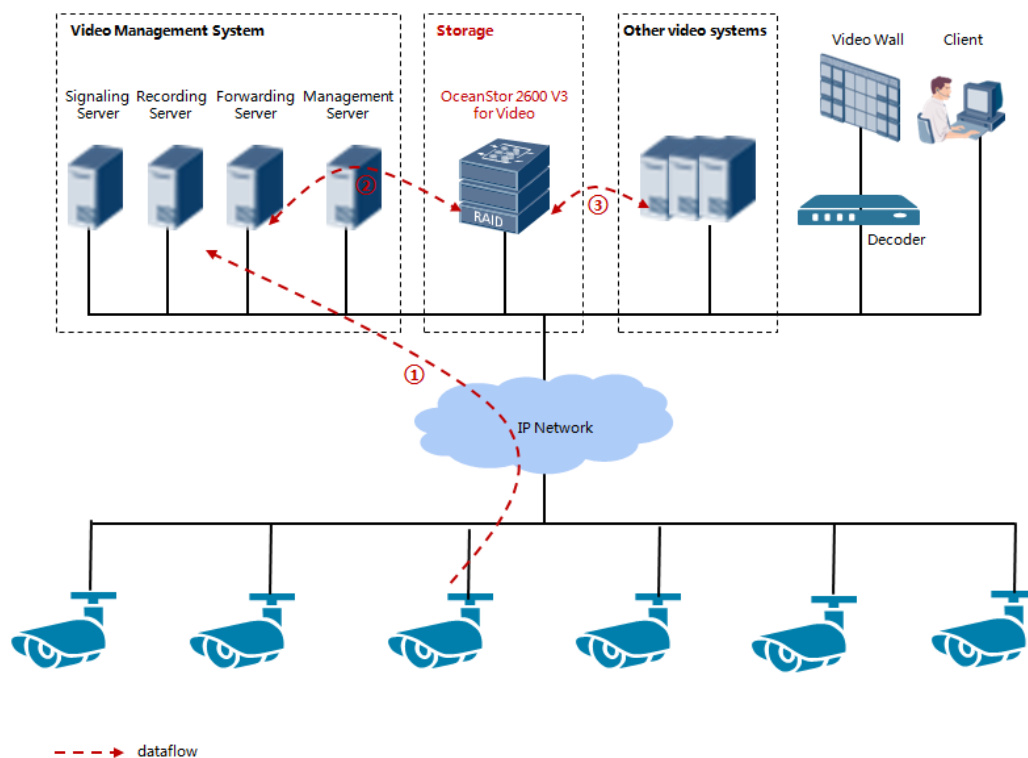 Video Management System
Storage
Other video systems
Video Wall
Client
Signaling
Server
Recording
Server
Forwarding
Server
Management
Server
OceanStor 2600 V3
for Video
RAID
②
③
Decoder
①
IP Network
dataflow